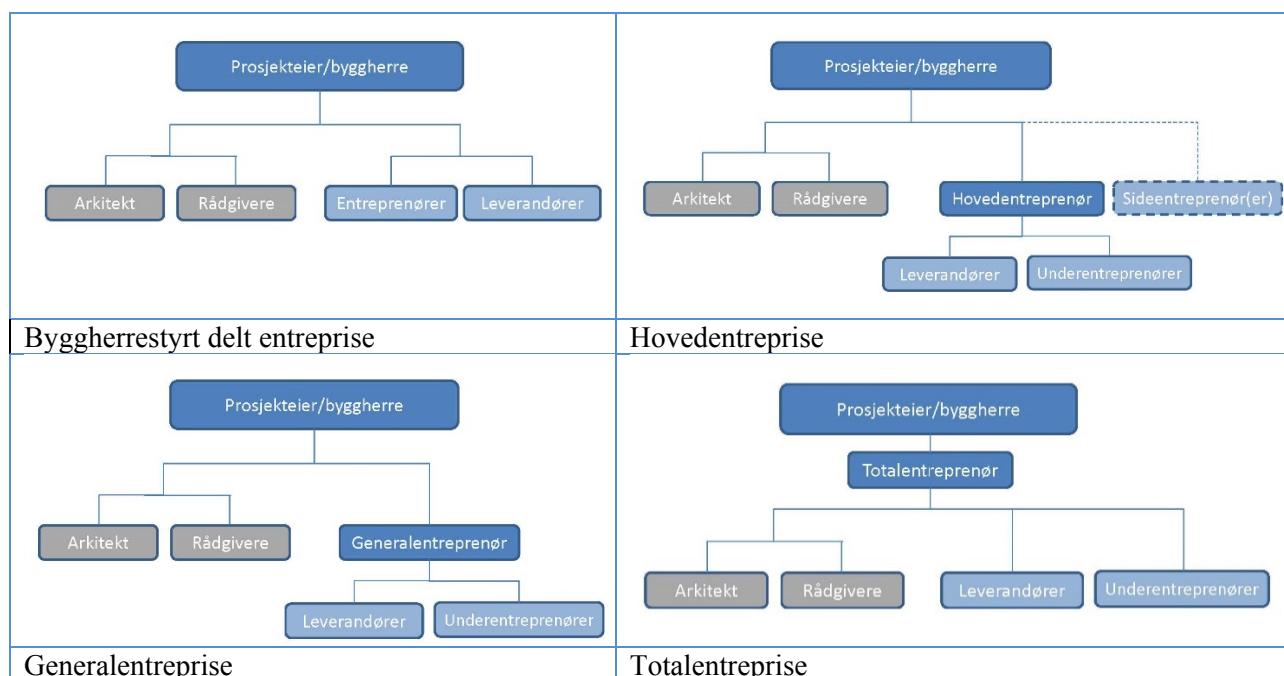 Prosjekteier/byggherre
Arkitekt
Rådgivere
Entreprenører
Leverandører
Byggherrestyrt delt entreprise
Prosjekteier/byggherre
Arkitekt
Rådgivere
Hovedentreprenør
Sideentreprenør(er)
Leverandører
Underentreprenører
Hovedentreprise
Prosjekteier/byggherre
Arkitekt
Rådgivere
Generalentreprenør
Leverandører
Underentreprenører
Generalentreprise
Prosjekteier/byggherre
Totalentreprenør
Arkitekt
Rådgivere
Leverandører
Underentreprenører
Totalentreprise